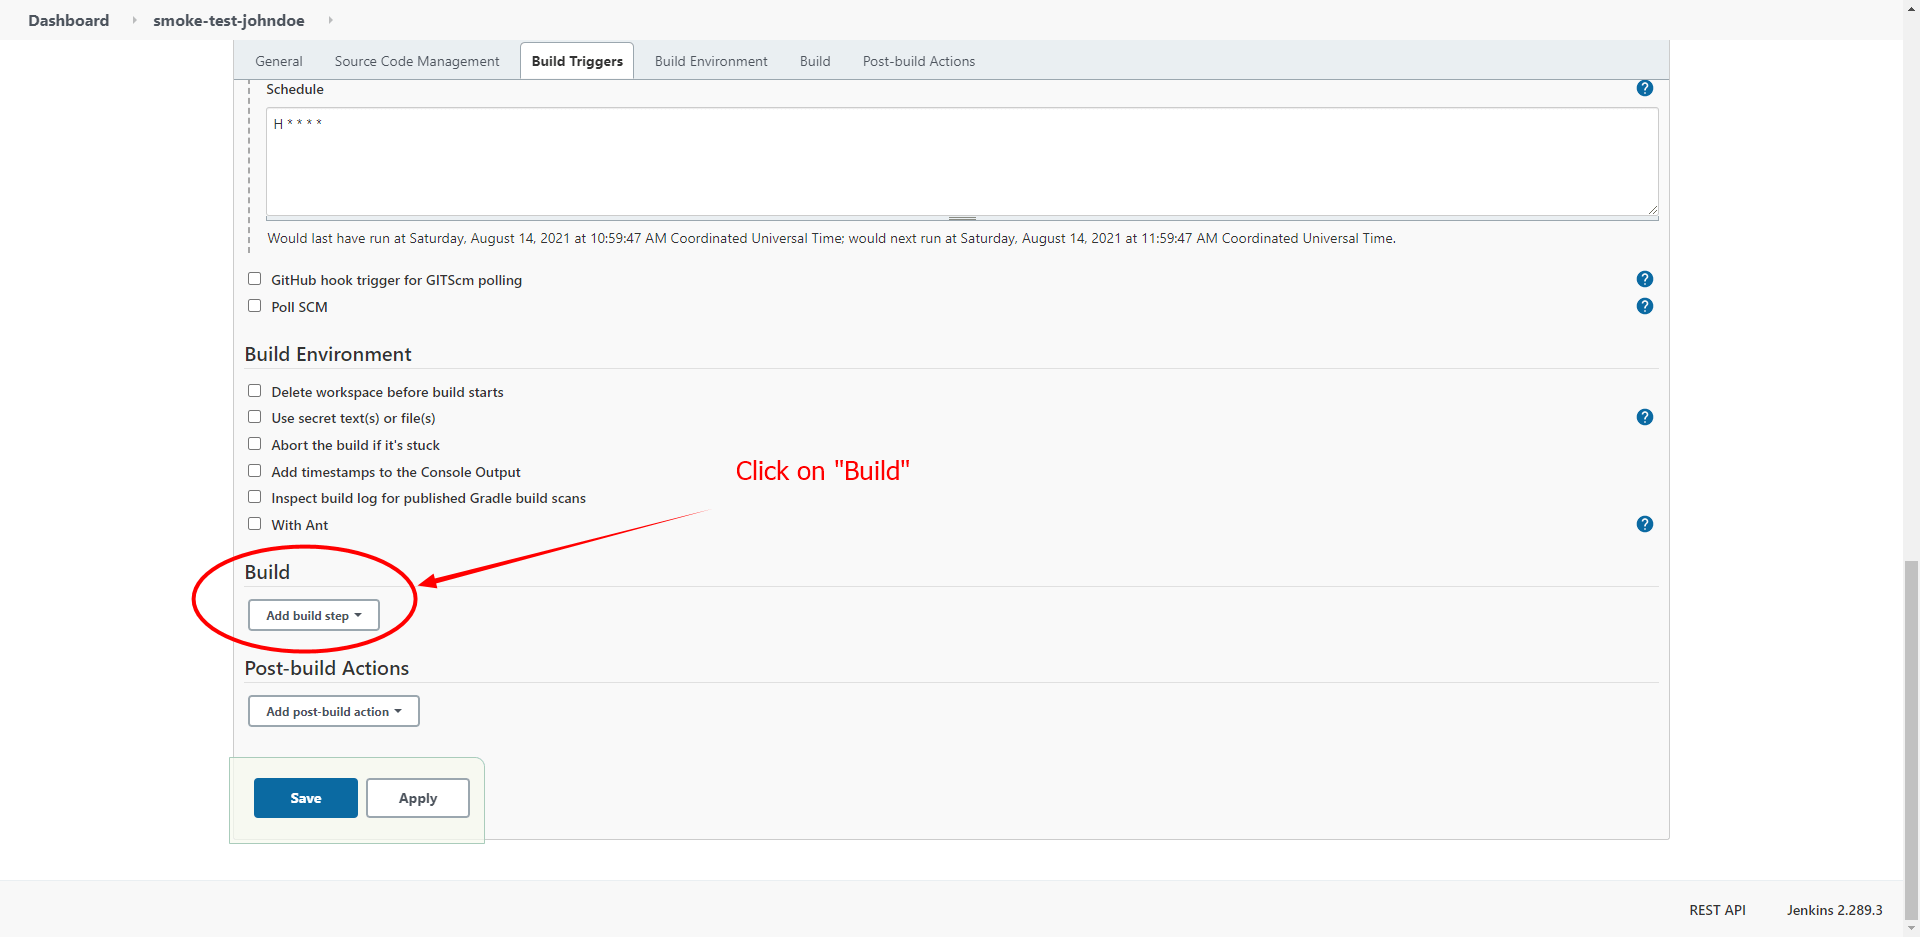 Dashboard smoke-test-johndoe
General Source Code Management Build Triggers Build Environment Build Post-build Actions
Schedule
H * * * *
Would last have run at Saturday, August 14, 2021 at 10:59:47 AM Coordinated Universal Time; would next run at Saturday, August 14, 2021 at 11:59:47 AM Coordinated Universal Time.
GitHub hook trigger for GITScm polling
Poll SCM
Build Environment
Delete workspace before build starts
Use secret text(s) or file(s)
Abort the build if it's stuck
Add timestamps to the Console Output
Click on "Build"
Inspect build log for published Gradle build scans
With Ant
Build
Add build step
Post-build Actions
Add post-build action
Save Apply
REST API Jenkins 2.289.3